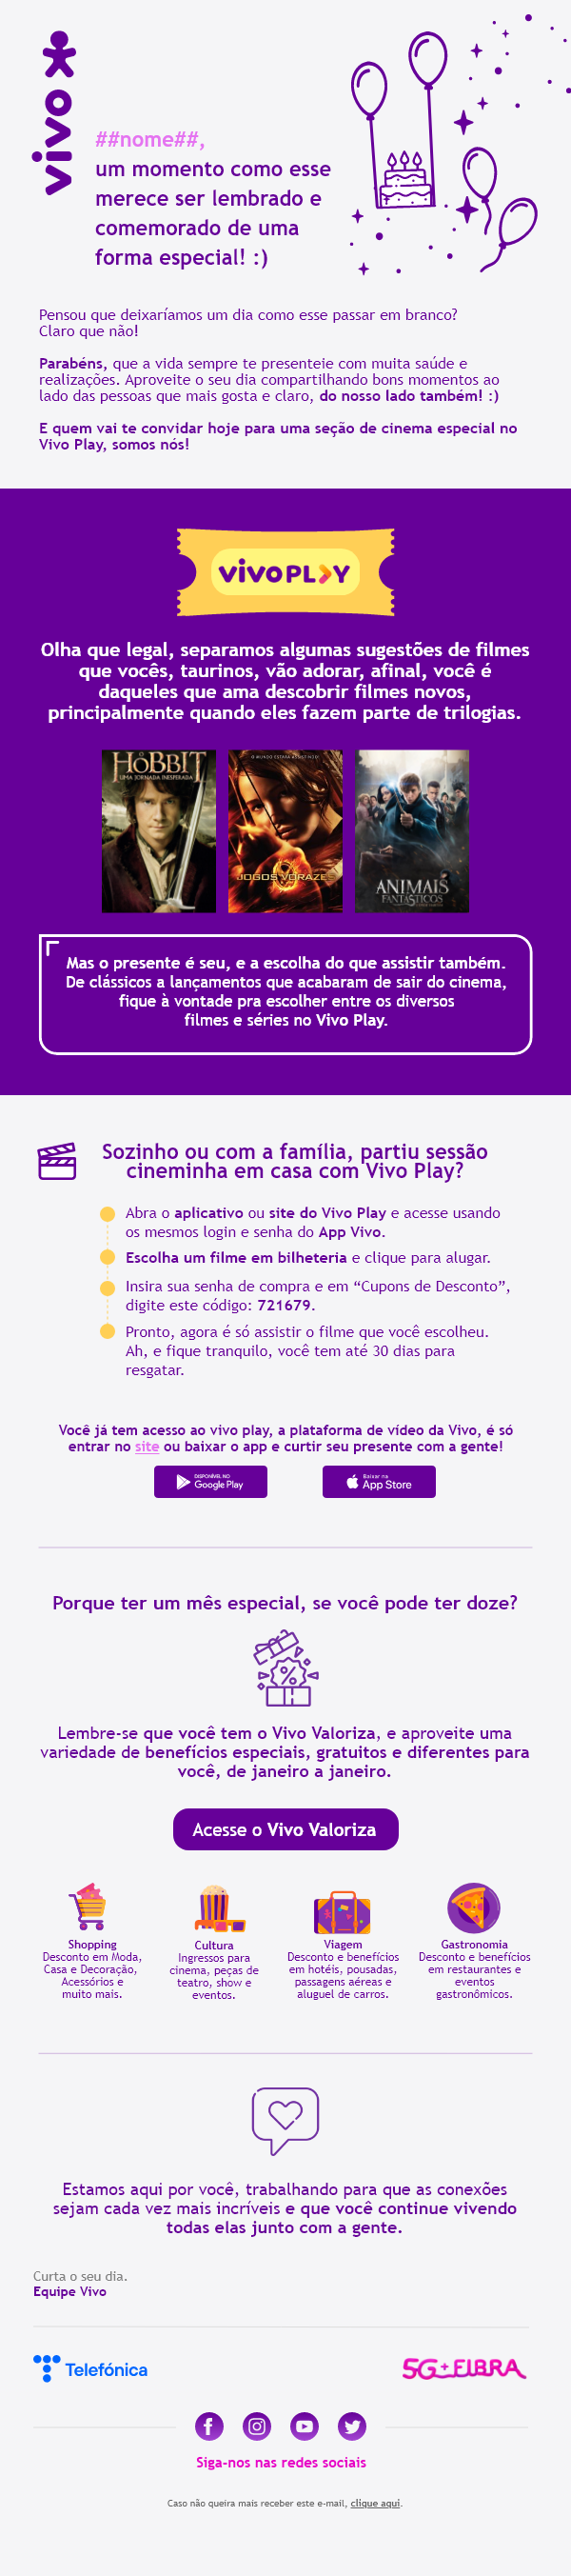 vivo
##nome##,
um momento como esse
merece ser lembrado e
comemorado de uma
forma especial! :)
Pensou que deixaríamos um dia como esse passar em branco?
Claro que não!
Parabéns, que a vida sempre te presenteie com muita saúde e
realizações. Aproveite o seu dia compartilhando bons momentos ao
lado das pessoas que mais gosta e claro, do nosso lado também! :)
E quem vai te convidar hoje para uma seção de cinema especial no
Vivo Play, somos nós!
vivo PLAY
Olha que legal, separamos algumas sugestões de filmes
que vocês, taurinos, vão adorar, afinal, você é
daqueles que ama descobrir filmes novos,
principalmente quando eles fazem parte de trilogias.
O HOBBIT
UMA JORNADA INESPERADA
O MUNDO ESTARÁ ASSISTINDO!
JOGOS VORAZES
ANIMAIS
FANTÁSTICOS
Mas o presente é seu, e a escolha do que assistir também.
De clássicos a lançamentos que acabaram de sair do cinema,
fique à vontade pra escolher entre os diversos
filmes e séries no Vivo Play.
Sozinho ou com a família, partiu sessão
cineminha em casa com Vivo Play?
Abra o aplicativo ou site do Vivo Play e acesse usando
os mesmos login e senha do App Vivo.
Escolha um filme em bilheteria e clique para alugar.
Insira sua senha de compra e em “Cupons de Desconto”,
digite este código: 721679.
Pronto, agora é só assistir o filme que você escolheu.
Ah, e fique tranquilo, você tem até 30 dias para
resgatar.
Você já tem acesso ao vivo play, a plataforma de vídeo da Vivo, é só
entrar no site ou baixar o app e curtir seu presente com a gente!
DISPONÍVEL NO
Google Play
Baixar na
App Store
Porque ter um mês especial, se você pode ter doze?
%
Lembre-se que você tem o Vivo Valoriza, e aproveite uma
variedade de benefícios especiais, gratuitos e diferentes para
você, de janeiro a janeiro.
Acesse o Vivo Valoriza
Shopping
Desconto em Moda,
Casa e Decoração,
Acessórios e
muito mais.
Cultura
Ingressos para
cinema, peças de
teatro, show e
eventos.
Viagem
Desconto e benefícios
em hotéis, pousadas,
passagens aéreas e
aluguel de carros.
Gastronomia
Desconto e benefícios
em restaurantes e
eventos
gastronômicos.
Estamos aqui por você, trabalhando para que as conexões
sejam cada vez mais incríveis e que você continue vivendo
todas elas junto com a gente.
Curta o seu dia.
Equipe Vivo
Telefónica
5G+FIBRA
Siga-nos nas redes sociais
Caso não queira mais receber este e-mail, clique aqui.